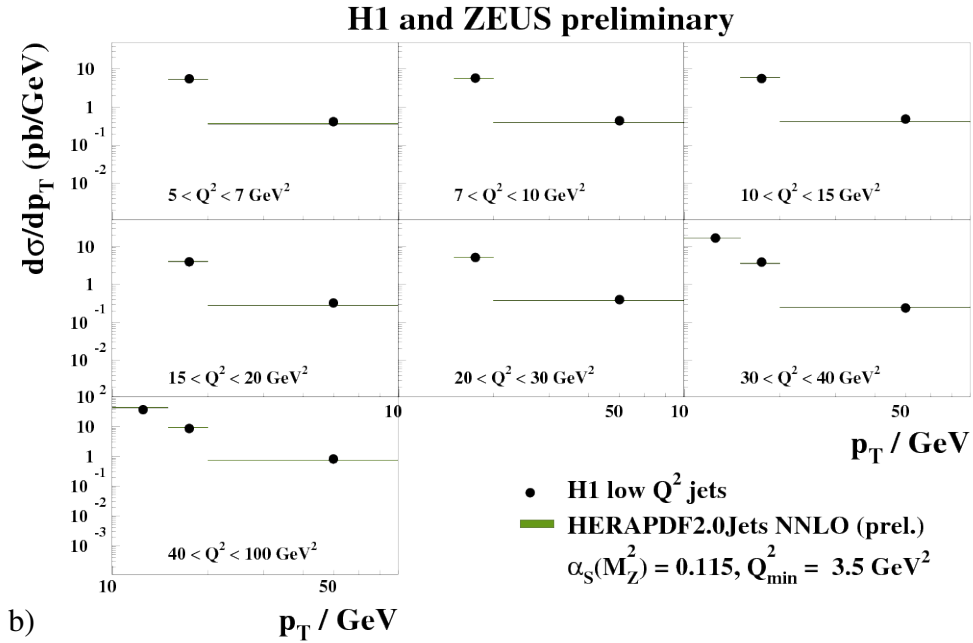 H1 and ZEUS preliminary
dσ/dp_T (pb/GeV)
10
1
10^-1
10^-2
5 < Q^2 < 7 GeV^2
7 < Q^2 < 10 GeV^2
10 < Q^2 < 15 GeV^2
10
1
10^-1
10^-2
15 < Q^2 < 20 GeV^2
20 < Q^2 < 30 GeV^2
30 < Q^2 < 40 GeV^2
10^2
10 50 10 50
p_T / GeV
10
1
10^-1
10^-2
10^-3
40 < Q^2 < 100 GeV^2
10 50
p_T / GeV
H1 low Q^2 jets
HERAPDF2.0Jets NNLO (prel.)
α_S(M_Z^2) = 0.115, Q_min^2 = 3.5 GeV^2
b)